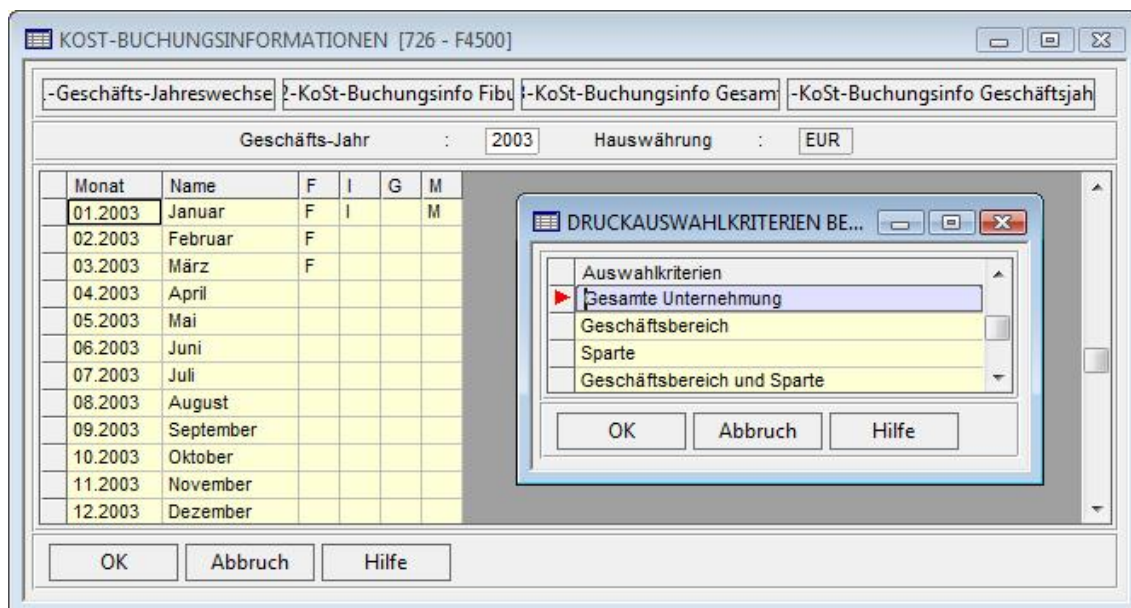 KOST-BUCHUNGSINFORMATIONEN [726 - F4500]
.-Geschäfts-Jahreswechse 2-KoSt-Buchungsinfo Fibu 3-KoSt-Buchungsinfo Gesamt -KoSt-Buchungsinfo Geschäftsjah
Geschäfts-Jahr : 2003 Hauswährung : EUR
Monat Name F I G M
01.2003 Januar F I M
02.2003 Februar F
03.2003 März F
04.2003 April
05.2003 Mai
06.2003 Juni
07.2003 Juli
08.2003 August
09.2003 September
10.2003 Oktober
11.2003 November
12.2003 Dezember
DRUCKAUSWAHLKRITERIEN BE...
Auswahlkriterien
Gesamte Unternehmung
Geschäftsbereich
Sparte
Geschäftsbereich und Sparte
OK Abbruch Hilfe
OK Abbruch Hilfe